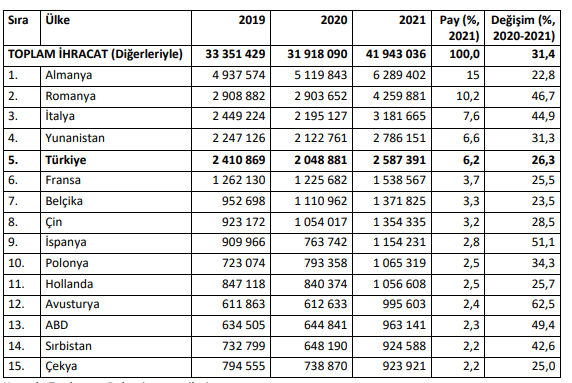 Sıra Ülke 2019 2020 2021 Pay (%, 2021) Değişim (%, 2020-2021)
TOPLAM İHRACAT (Diğerleriyle) 33 351 429 31 918 090 41 943 036 100,0 31,4
1. Almanya 4 937 574 5 119 843 6 289 402 15 22,8
2. Romanya 2 908 882 2 903 652 4 259 881 10,2 46,7
3. İtalya 2 449 224 2 195 127 3 181 665 7,6 44,9
4. Yunanistan 2 247 126 2 122 761 2 786 151 6,6 31,3
5. Türkiye 2 410 869 2 048 881 2 587 391 6,2 26,3
6. Fransa 1 262 130 1 225 682 1 538 567 3,7 25,5
7. Belçika 952 698 1 110 962 1 371 825 3,3 23,5
8. Çin 923 172 1 054 017 1 354 335 3,2 28,5
9. İspanya 909 966 763 742 1 154 231 2,8 51,1
10. Polonya 723 074 793 358 1 065 319 2,5 34,3
11. Hollanda 847 118 840 374 1 056 608 2,5 25,7
12. Avusturya 611 863 612 633 995 603 2,4 62,5
13. ABD 634 505 644 841 963 141 2,3 49,4
14. Sırbistan 732 799 648 190 924 588 2,2 42,6
15. Çekya 794 555 738 870 923 921 2,2 25,0